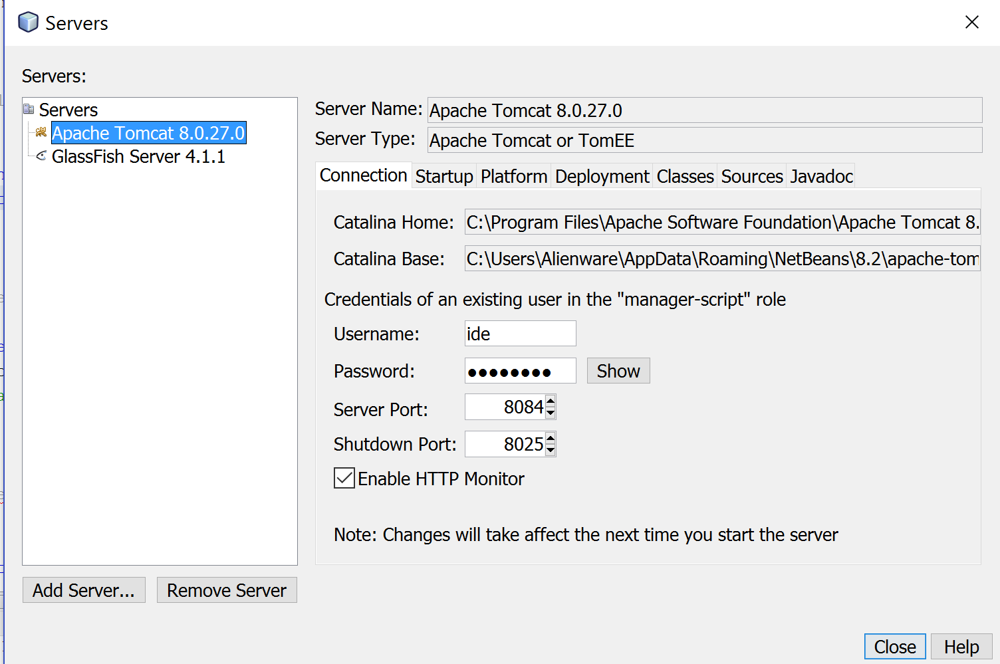 Servers
Servers:
Servers
Apache Tomcat 8.0.27.0
GlassFish Server 4.1.1
Server Name: Apache Tomcat 8.0.27.0
Server Type: Apache Tomcat or TomEE
Connection Startup Platform Deployment Classes Sources Javadoc
Catalina Home: C:\Program Files\Apache Software Foundation\Apache Tomcat 8.
Catalina Base: C:\Users\Alienware\AppData\Roaming\NetBeans\8.2\apache-tom
Credentials of an existing user in the "manager-script" role
Username: ide
Password: ●●●●●●●● Show
Server Port: 8084
Shutdown Port: 8025
Enable HTTP Monitor
Note: Changes will take affect the next time you start the server
Add Server... Remove Server
Close Help